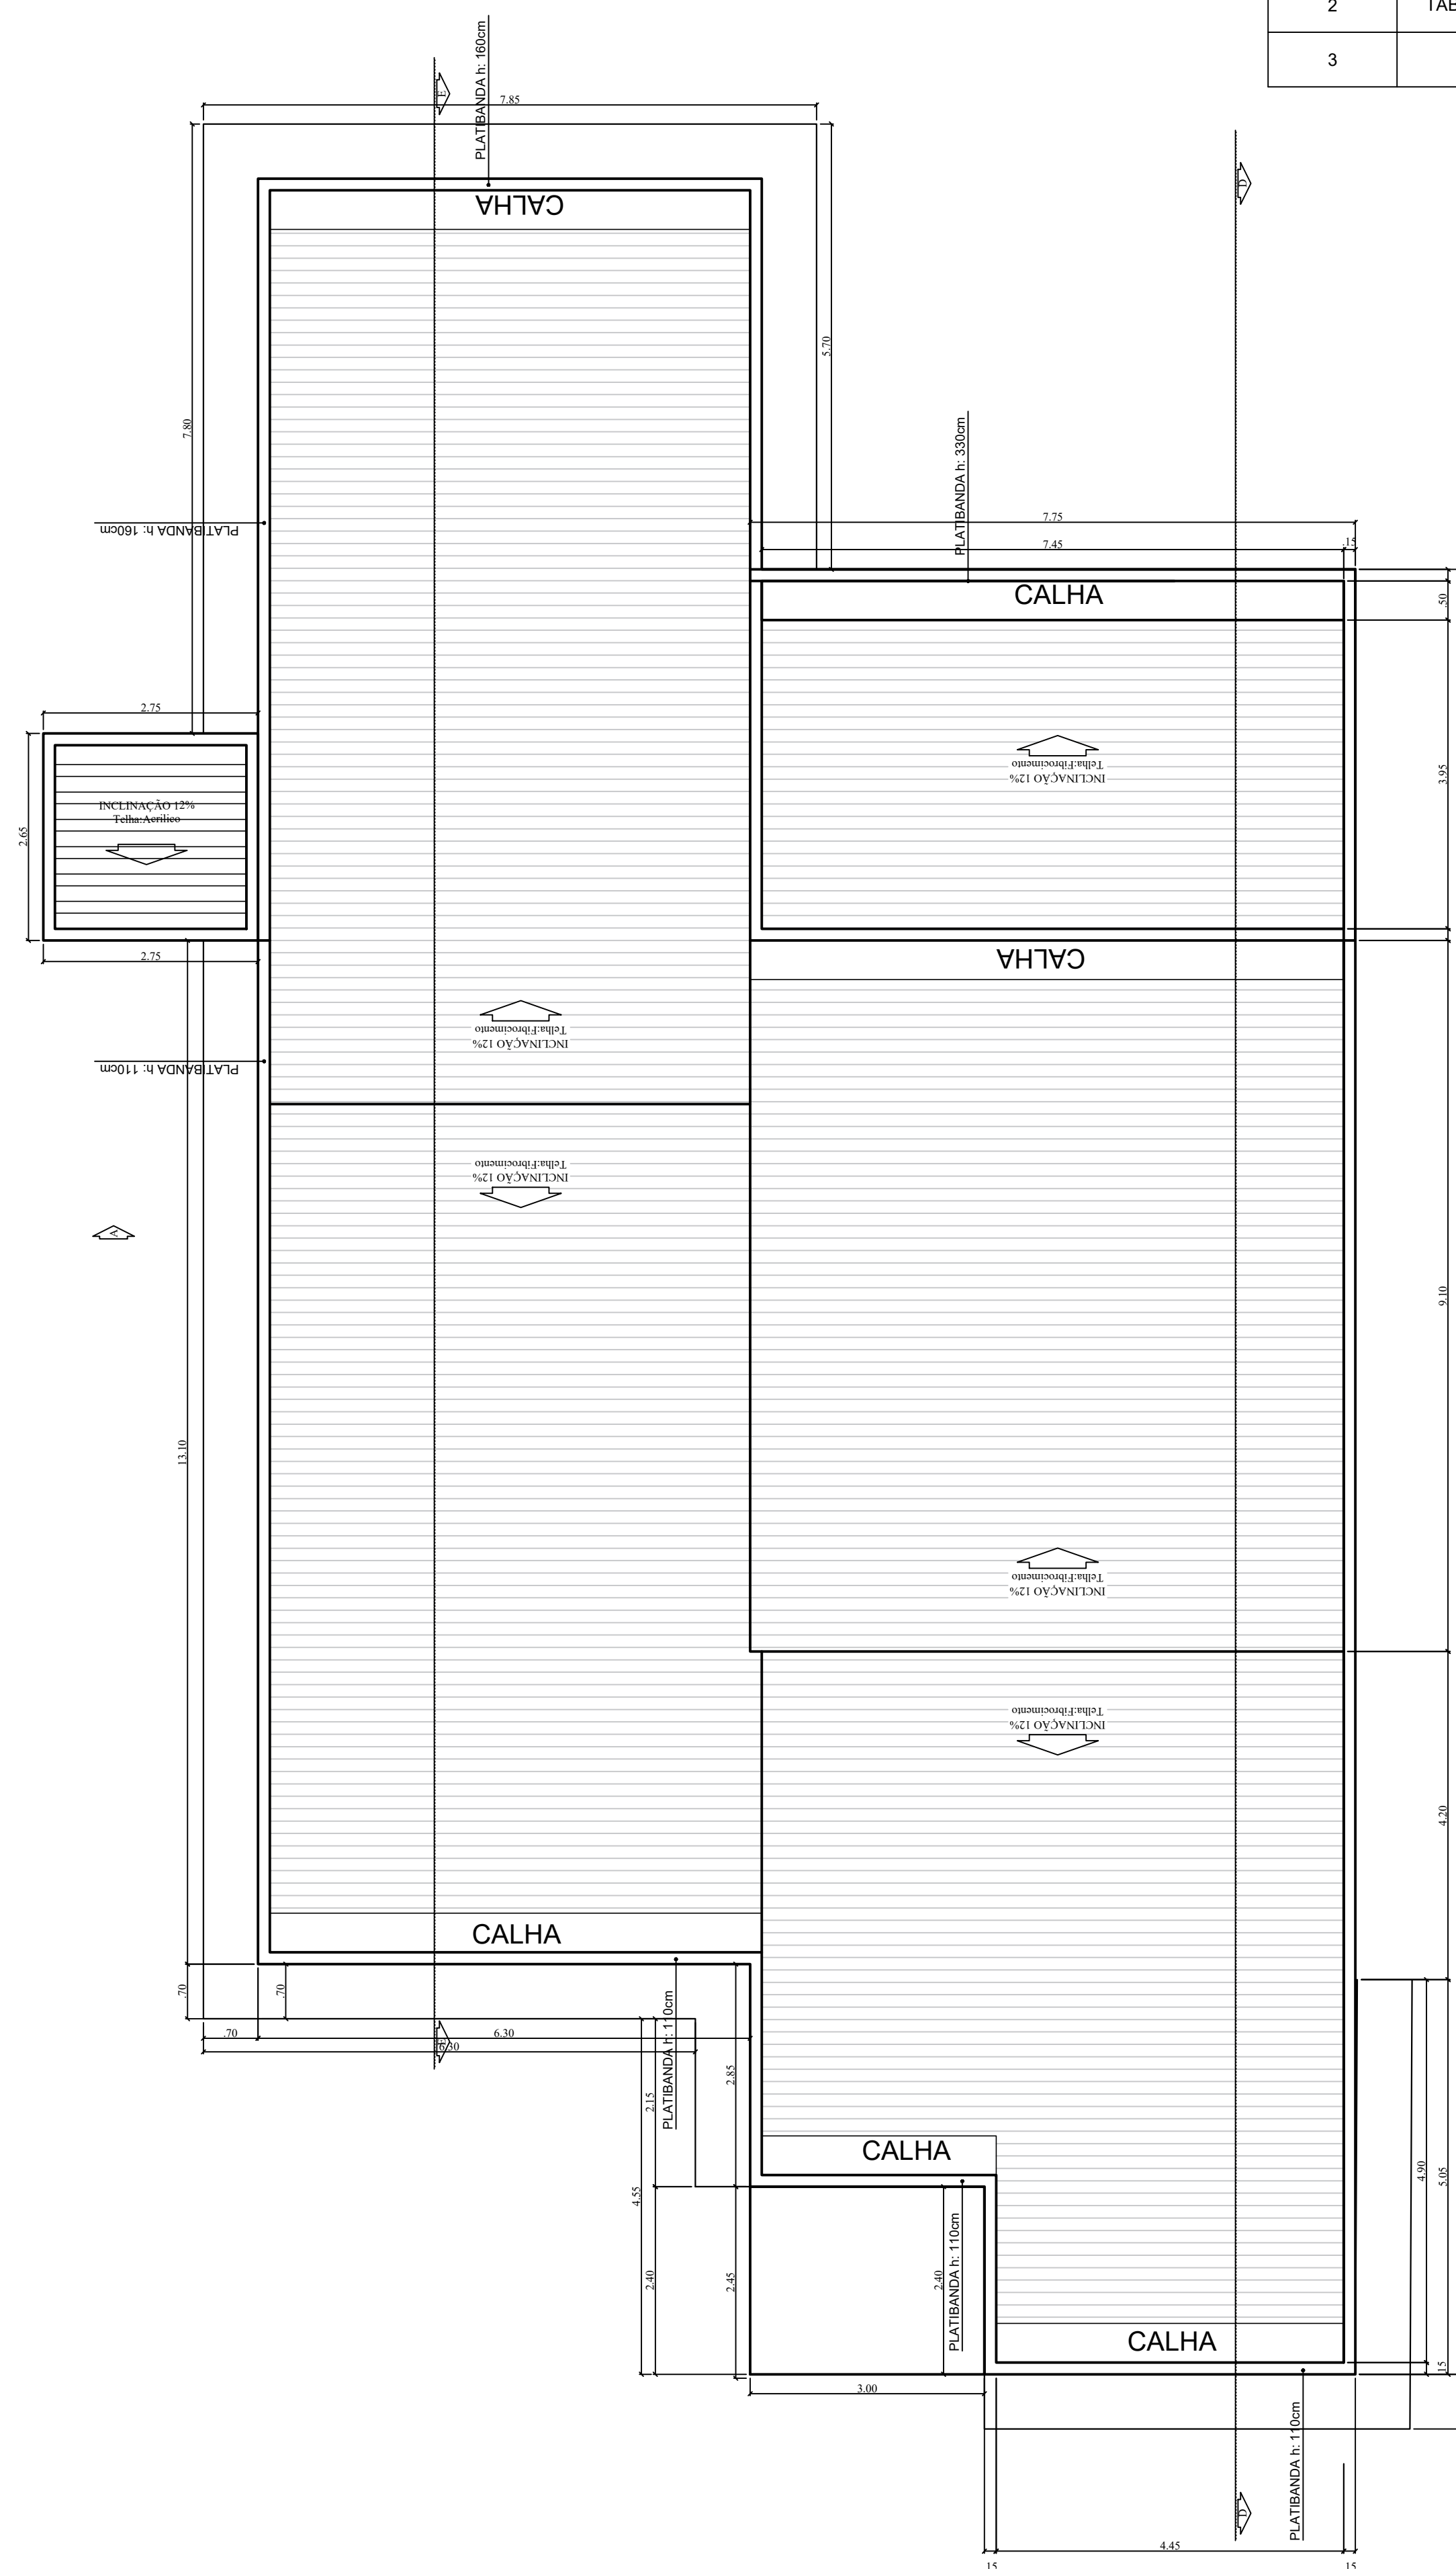 2
TAB
3
PLATIBANDA h: 160cm
E
7.85
D
CALHA
5.70
7.80
PLATIBANDA h: 330cm
PLATIBANDA h: 160cm
7.75
7.45
.15
CALHA
.50
2.75
INCLINAÇÃO 12%
Telha:Fibrocimento
3.95
INCLINAÇÃO 12%
Telha:Acrilico
2.65
2.75
CALHA
INCLINAÇÃO 12%
Telha:Fibrocimento
PLATIBANDA h: 110cm
INCLINAÇÃO 12%
Telha:Fibrocimento
A
9.10
13.10
INCLINAÇÃO 12%
Telha:Fibrocimento
INCLINAÇÃO 12%
Telha:Fibrocimento
4.20
CALHA
.70
.70
PLATIBANDA h: 110cm
.70
6.30
6.30
E
2.85
2.15
CALHA
4.90
5.05
4.55
2.40
2.45
2.40
PLATIBANDA h: 110cm
CALHA
.15
3.00
PLATIBANDA h: 110cm
D
4.45
.15
.15